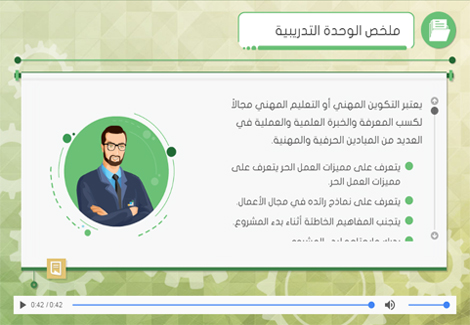 ملخص الوحدة التدريبية
يعتبر التكوين المهني أو التعليم المهني مجالاً
لكسب المعرفة والخبرة العلمية والعملية في
العديد من الميادين الحرفية والمهنية.
يتعرف على مميزات العمل الحر يتعرف على
مميزات العمل الحر.
يتعرف على نماذج رائده في مجال الأعمال.
يتجنب المفاهيم الخاطئة أثناء بدء المشروع.
0:42 / 0:42